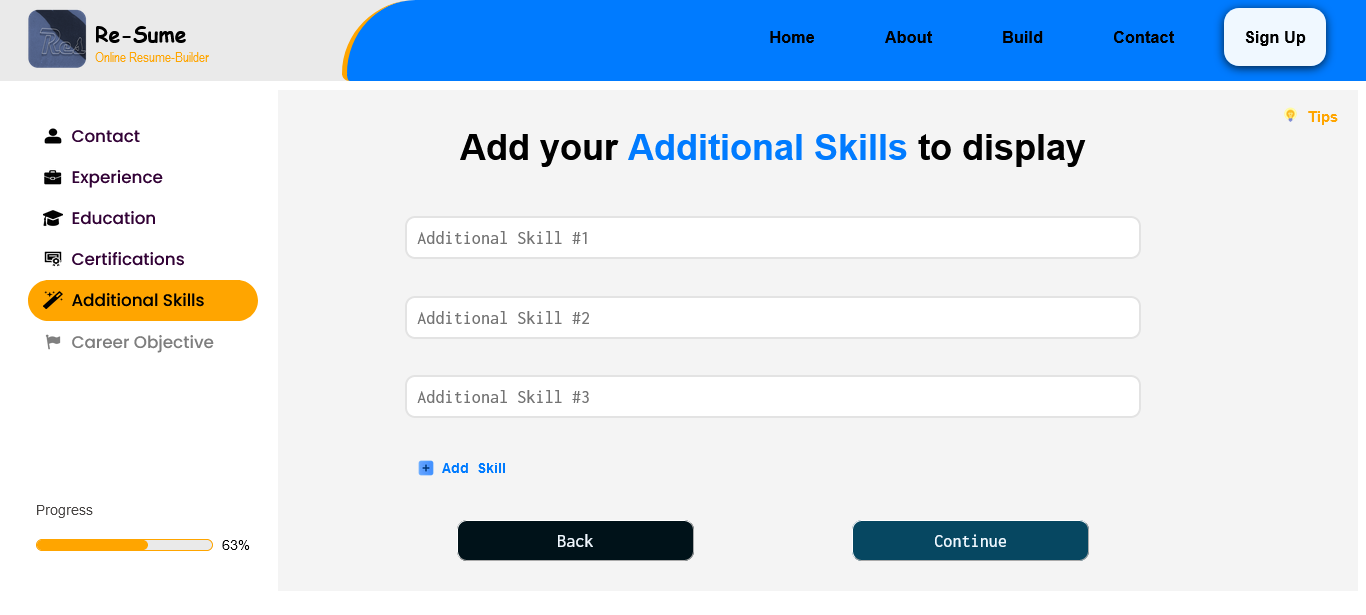 Res
Re-Sume
Online Resume-Builder
Home
About
Build
Contact
Sign Up
Contact
Experience
Education
Certifications
Additional Skills
Career Objective
Progress
63%
Tips
Add your Additional Skills to display
Additional Skill #1
Additional Skill #2
Additional Skill #3
Add Skill
Back
Continue